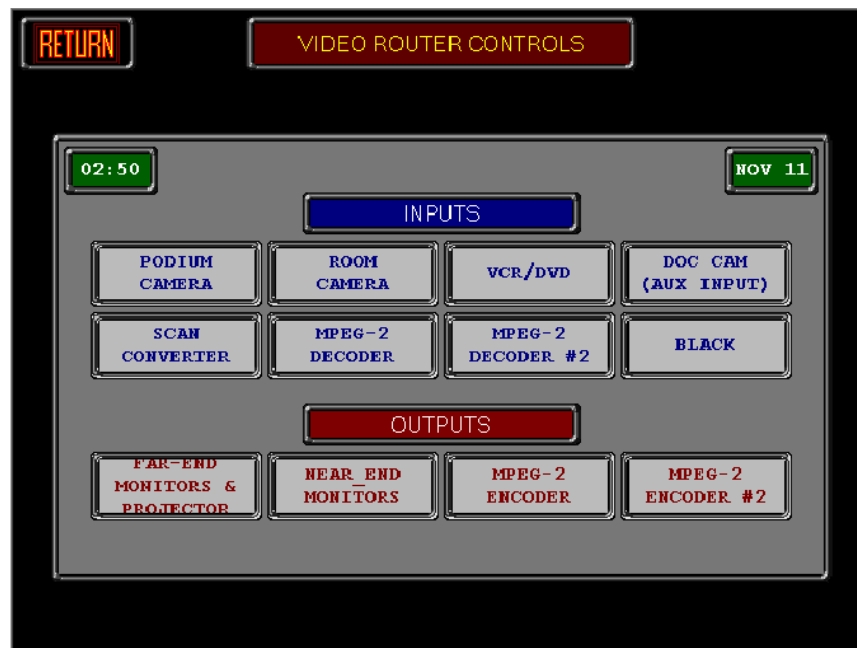 RETURN
VIDEO ROUTER CONTROLS
02:50
NOV 11
INPUTS
PODIUM
CAMERA
ROOM
CAMERA
VCR/DVD
DOC CAM
(AUX INPUT)
SCAN
CONVERTER
MPEG-2
DECODER
MPEG-2
DECODER #2
BLACK
OUTPUTS
FAR-END
MONITORS &
PROJECTOR
NEAR_END
MONITORS
MPEG-2
ENCODER
MPEG-2
ENCODER #2